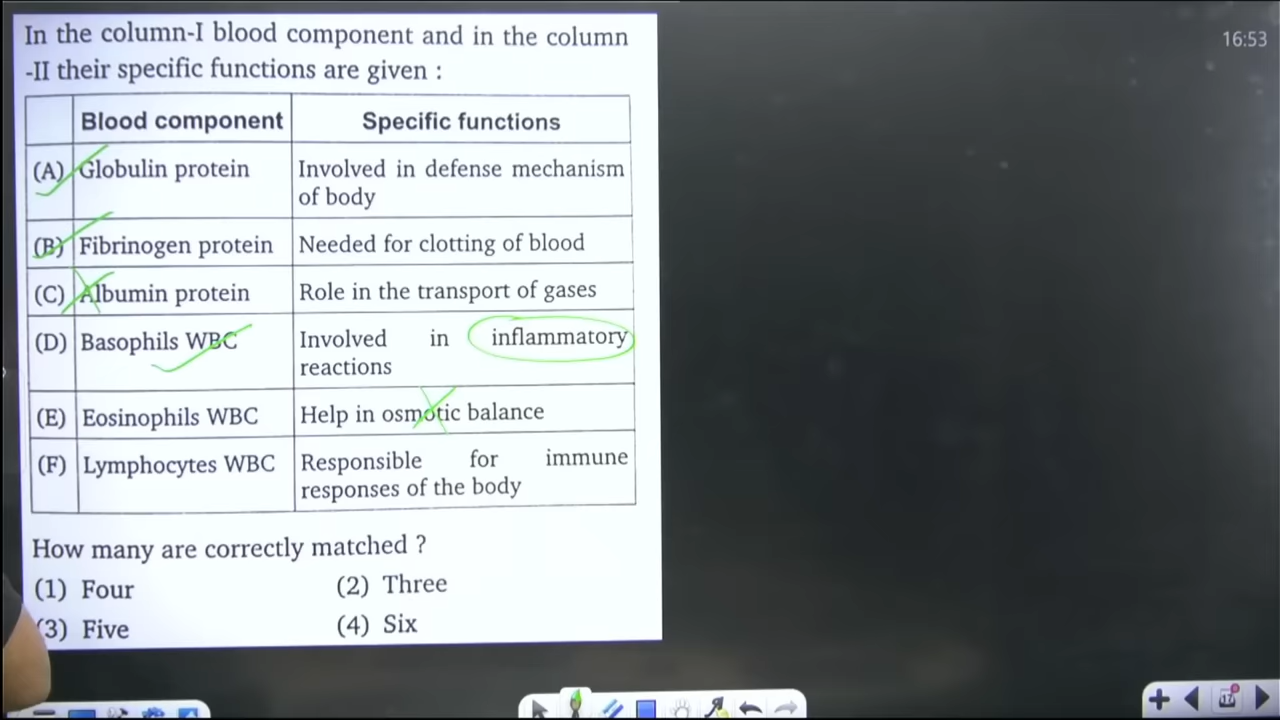 In the column-I blood component and in the column
-II their specific functions are given :
16:53
Blood component Specific functions
(A) Globulin protein Involved in defense mechanism
of body
(B) Fibrinogen protein Needed for clotting of blood
(C) Albumin protein Role in the transport of gases
(D) Basophils WBC Involved in inflammatory
reactions
(E) Eosinophils WBC Help in osmotic balance
(F) Lymphocytes WBC Responsible for immune
responses of the body
How many are correctly matched ?
(1) Four (2) Three
(3) Five (4) Six
17